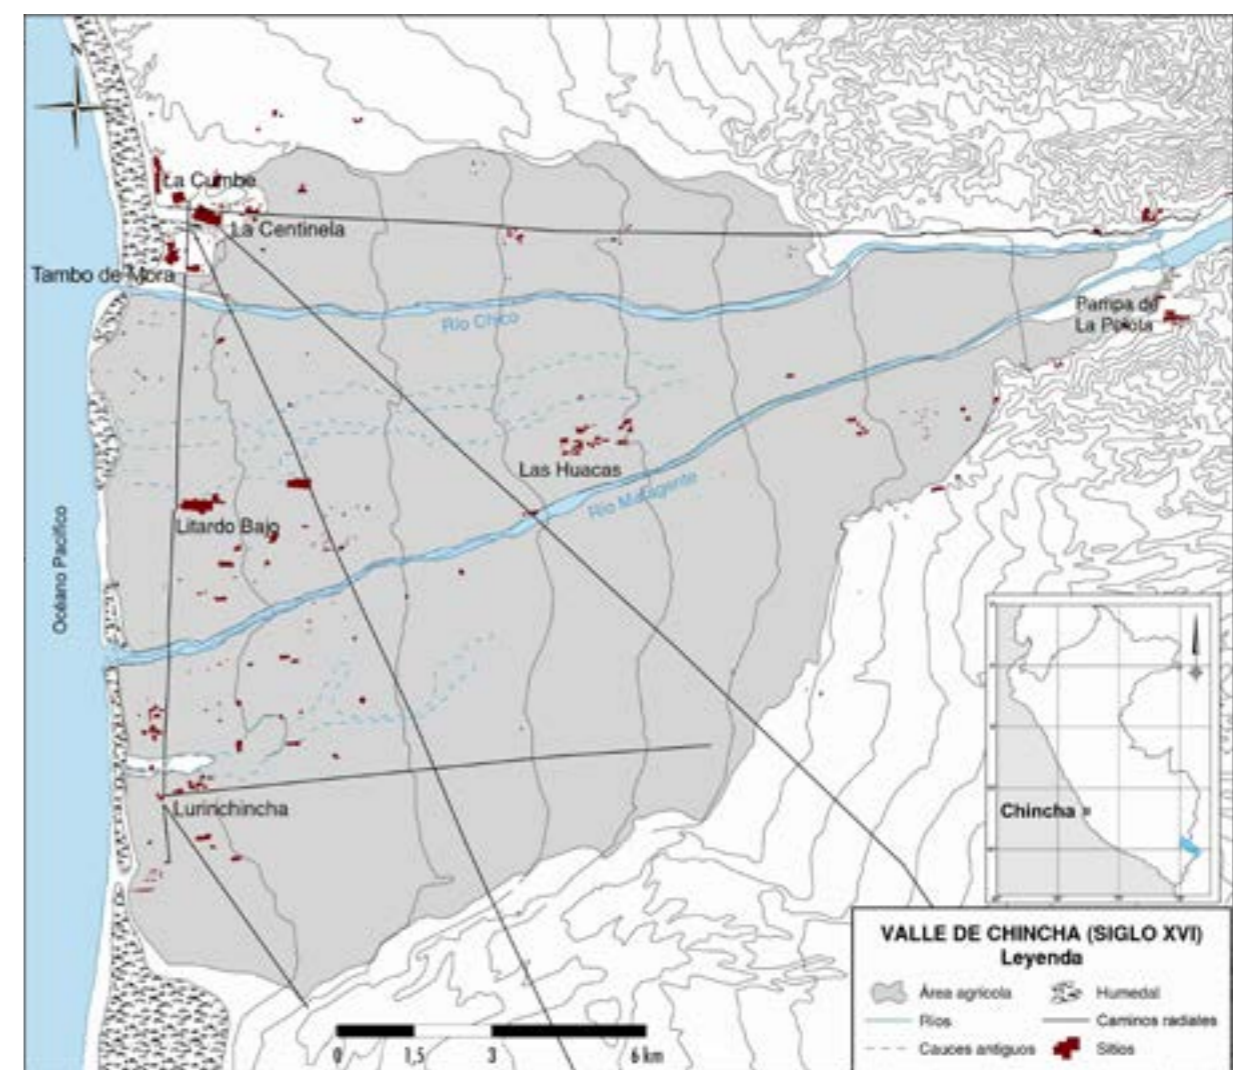 N
La Cumbe
La Centinela
Tambo de Mora
Río Chico
Pampa de
La Pelota
Las Huacas
Río Matagente
Litardo Bajo
Océano Pacífico
Lurinchincha
Chincha
VALLE DE CHINCHA (SIGLO XVI)
Leyenda
Área agrícola
Humedal
Ríos
Caminos radiales
Cauces antiguos
Sitios
0 1,5 3 6 km